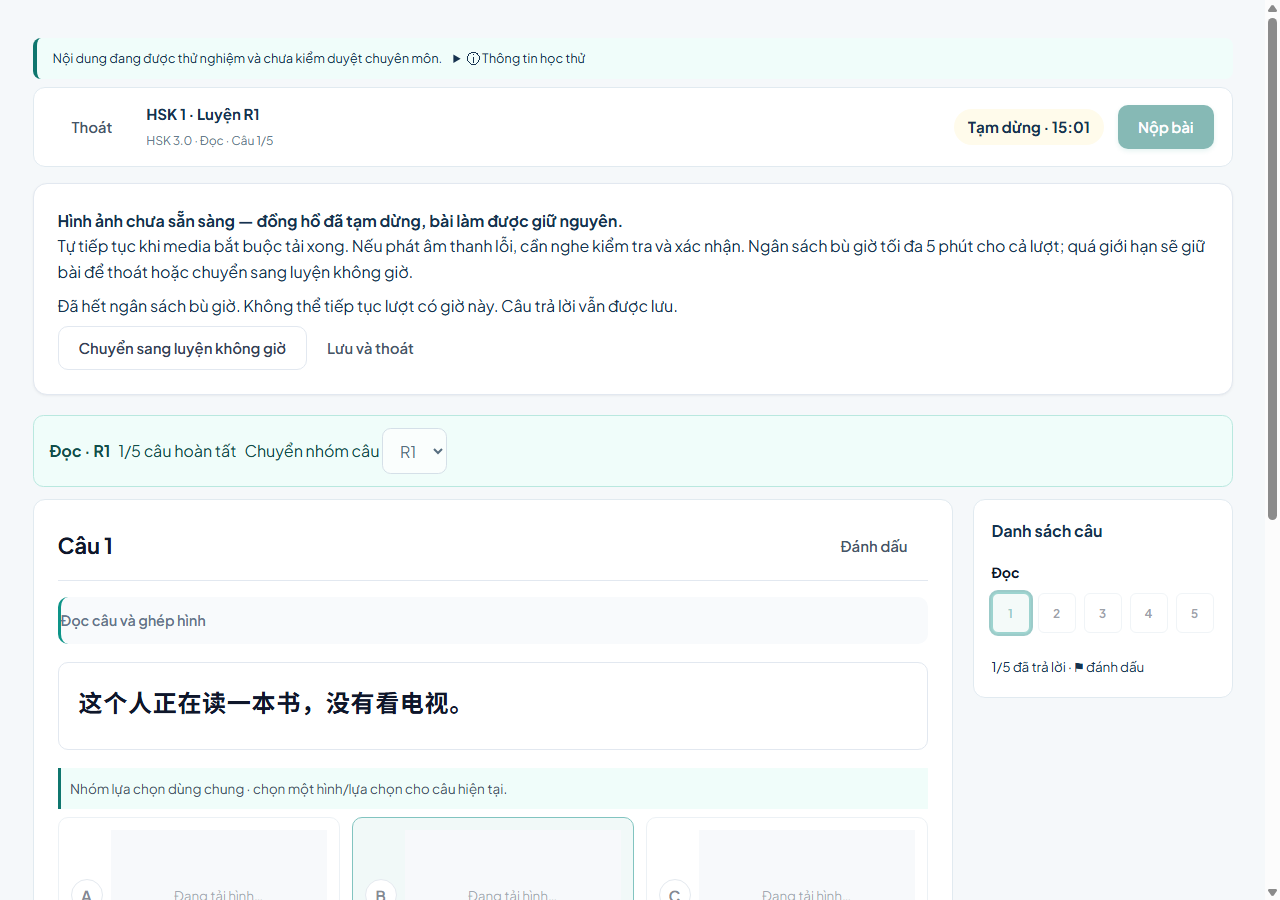 Nội dung đang được thử nghiệm và chưa kiểm duyệt chuyên môn. ▶ ⓘ Thông tin học thử
Thoát
HSK 1 · Luyện R1
HSK 3.0 · Đọc · Câu 1/5
Tạm dừng · 15:01
Nộp bài
Hình ảnh chưa sẵn sàng — đồng hồ đã tạm dừng, bài làm được giữ nguyên.
Tự tiếp tục khi media bắt buộc tải xong. Nếu phát âm thanh lỗi, cần nghe kiểm tra và xác nhận. Ngân sách bù giờ tối đa 5 phút cho cả lượt; quá giới hạn sẽ giữ
bài để thoát hoặc chuyển sang luyện không giờ.
Đã hết ngân sách bù giờ. Không thể tiếp tục lượt có giờ này. Câu trả lời vẫn được lưu.
Chuyển sang luyện không giờ
Lưu và thoát
Đọc · R1 1/5 câu hoàn tất Chuyển nhóm câu R1
Câu 1
Đánh dấu
Đọc câu và ghép hình
这个人正在读一本书，没有看电视。
Nhóm lựa chọn dùng chung · chọn một hình/lựa chọn cho câu hiện tại.
A Đang tải hình…
B Đang tải hình…
C Đang tải hình…
Danh sách câu
Đọc
1 2 3 4 5
1/5 đã trả lời · ⚑ đánh dấu